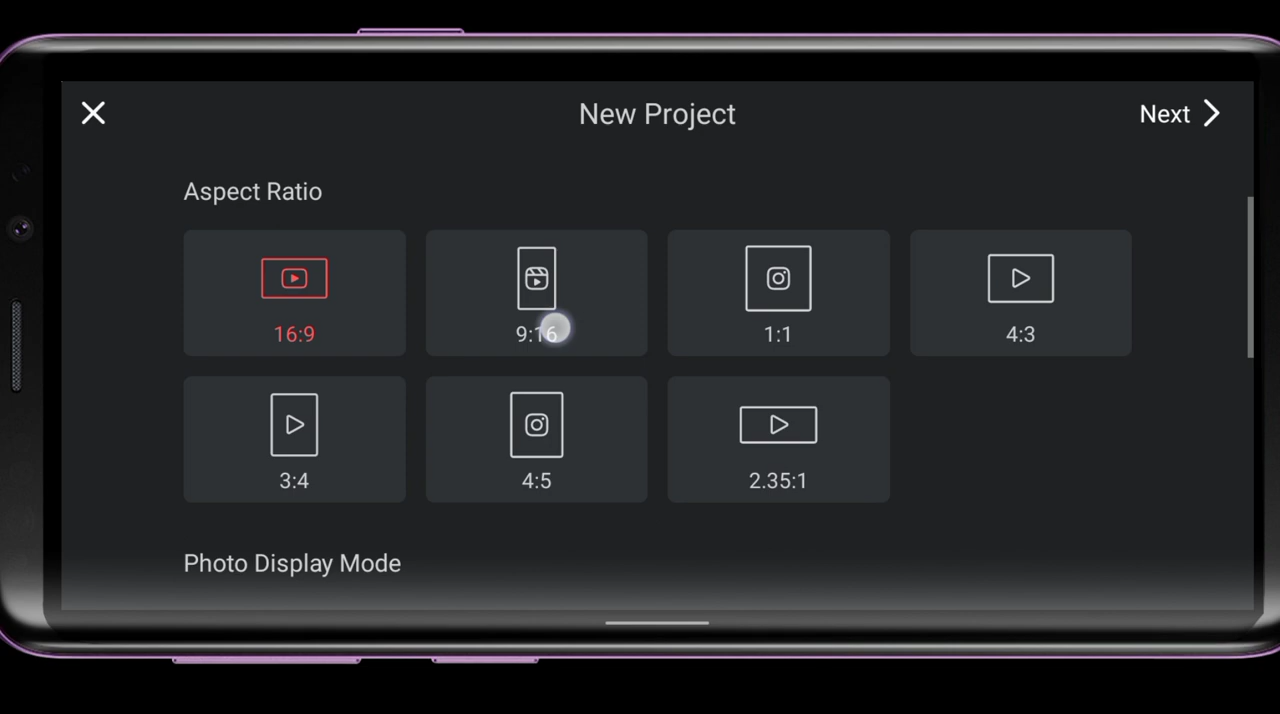 New Project
Next
Aspect Ratio
16:9
9:16
1:1
4:3
3:4
4:5
2.35:1
Photo Display Mode